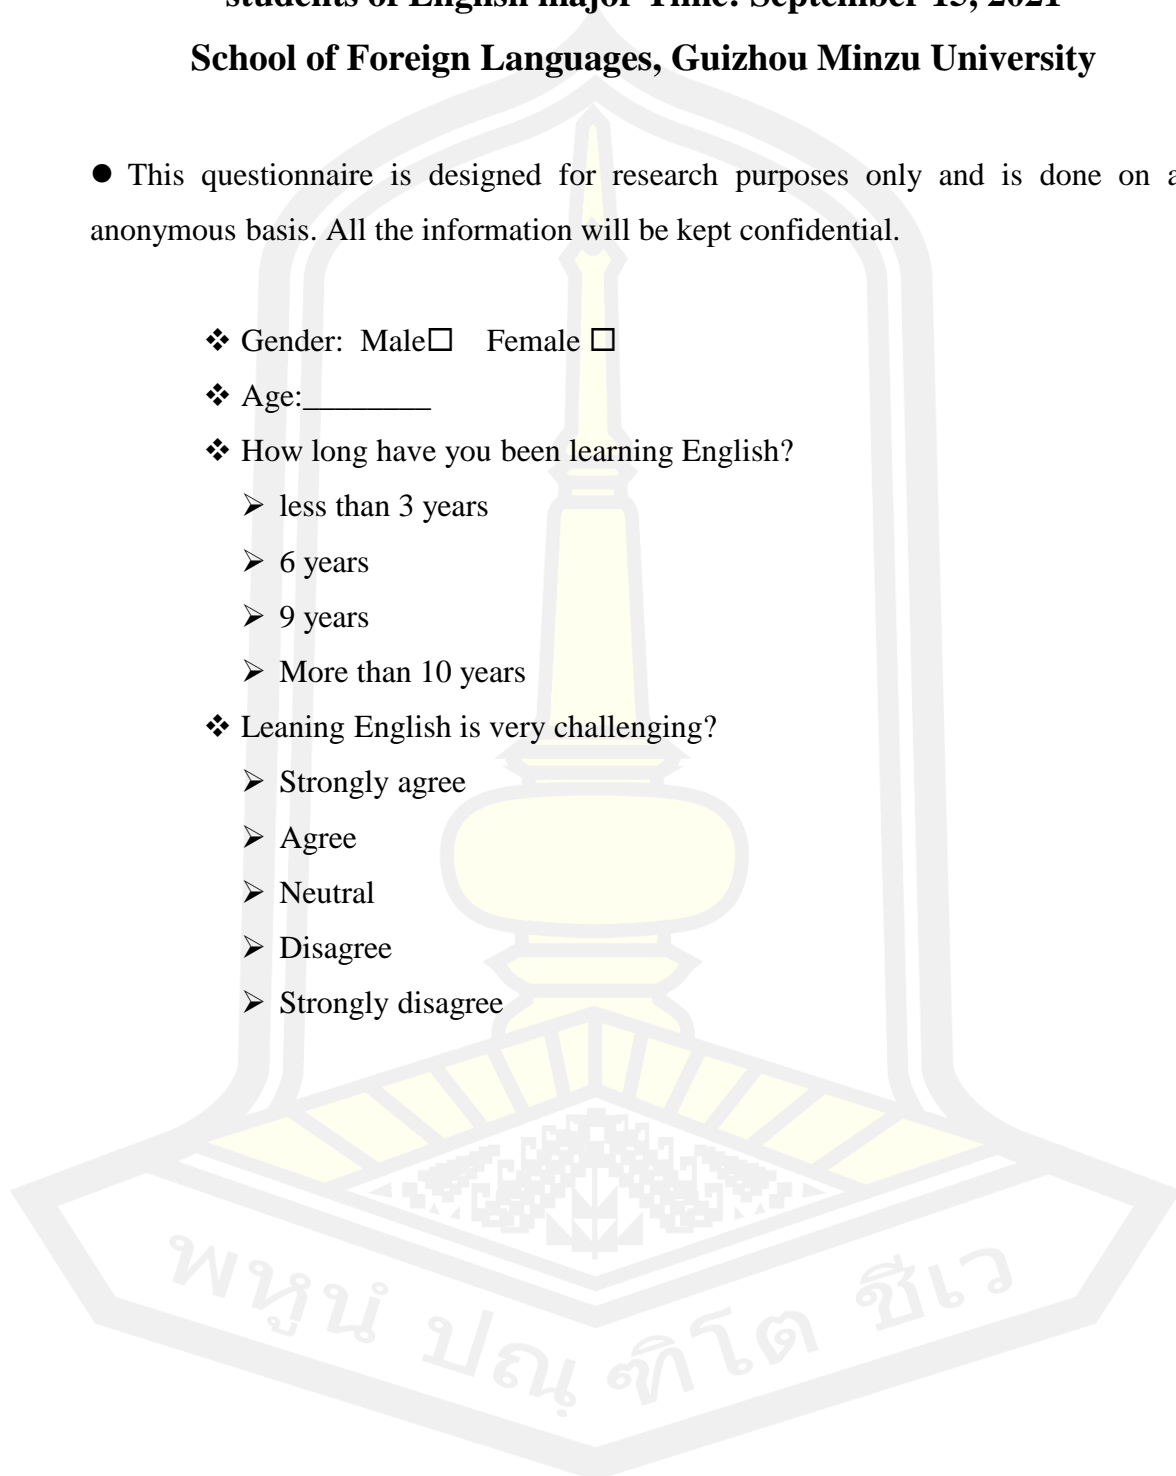 students of English major Time: September 15, 2021
School of Foreign Languages, Guizhou Minzu University
● This questionnaire is designed for research purposes only and is done on a
anonymous basis. All the information will be kept confidential.
❖ Gender: Male☐ Female ☐
❖ Age:________
❖ How long have you been learning English?
➢ less than 3 years
➢ 6 years
➢ 9 years
➢ More than 10 years
❖ Leaning English is very challenging?
➢ Strongly agree
➢ Agree
➢ Neutral
➢ Disagree
➢ Strongly disagree
พหูนํ ปณฺฑิโต ชีเว